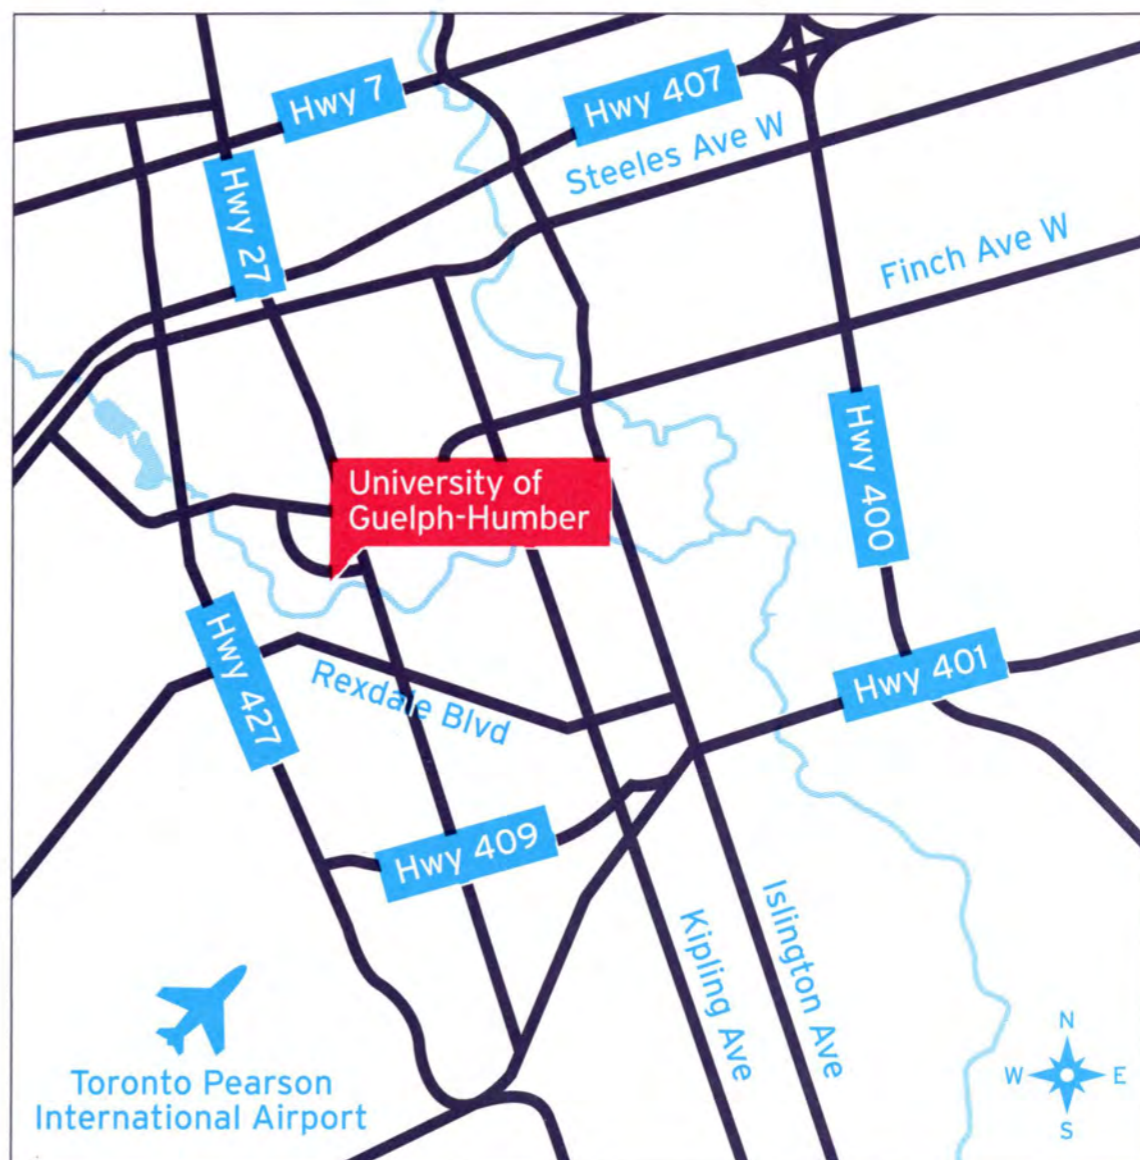 Hwy 7
Hwy 407
Steeles Ave W
Hwy 27
Finch Ave W
Hwy 400
University of
Guelph-Humber
Hwy 427
Rexdale Blvd
Hwy 401
Hwy 409
Kipling Ave
Islington Ave
Toronto Pearson
International Airport
N
W E
S